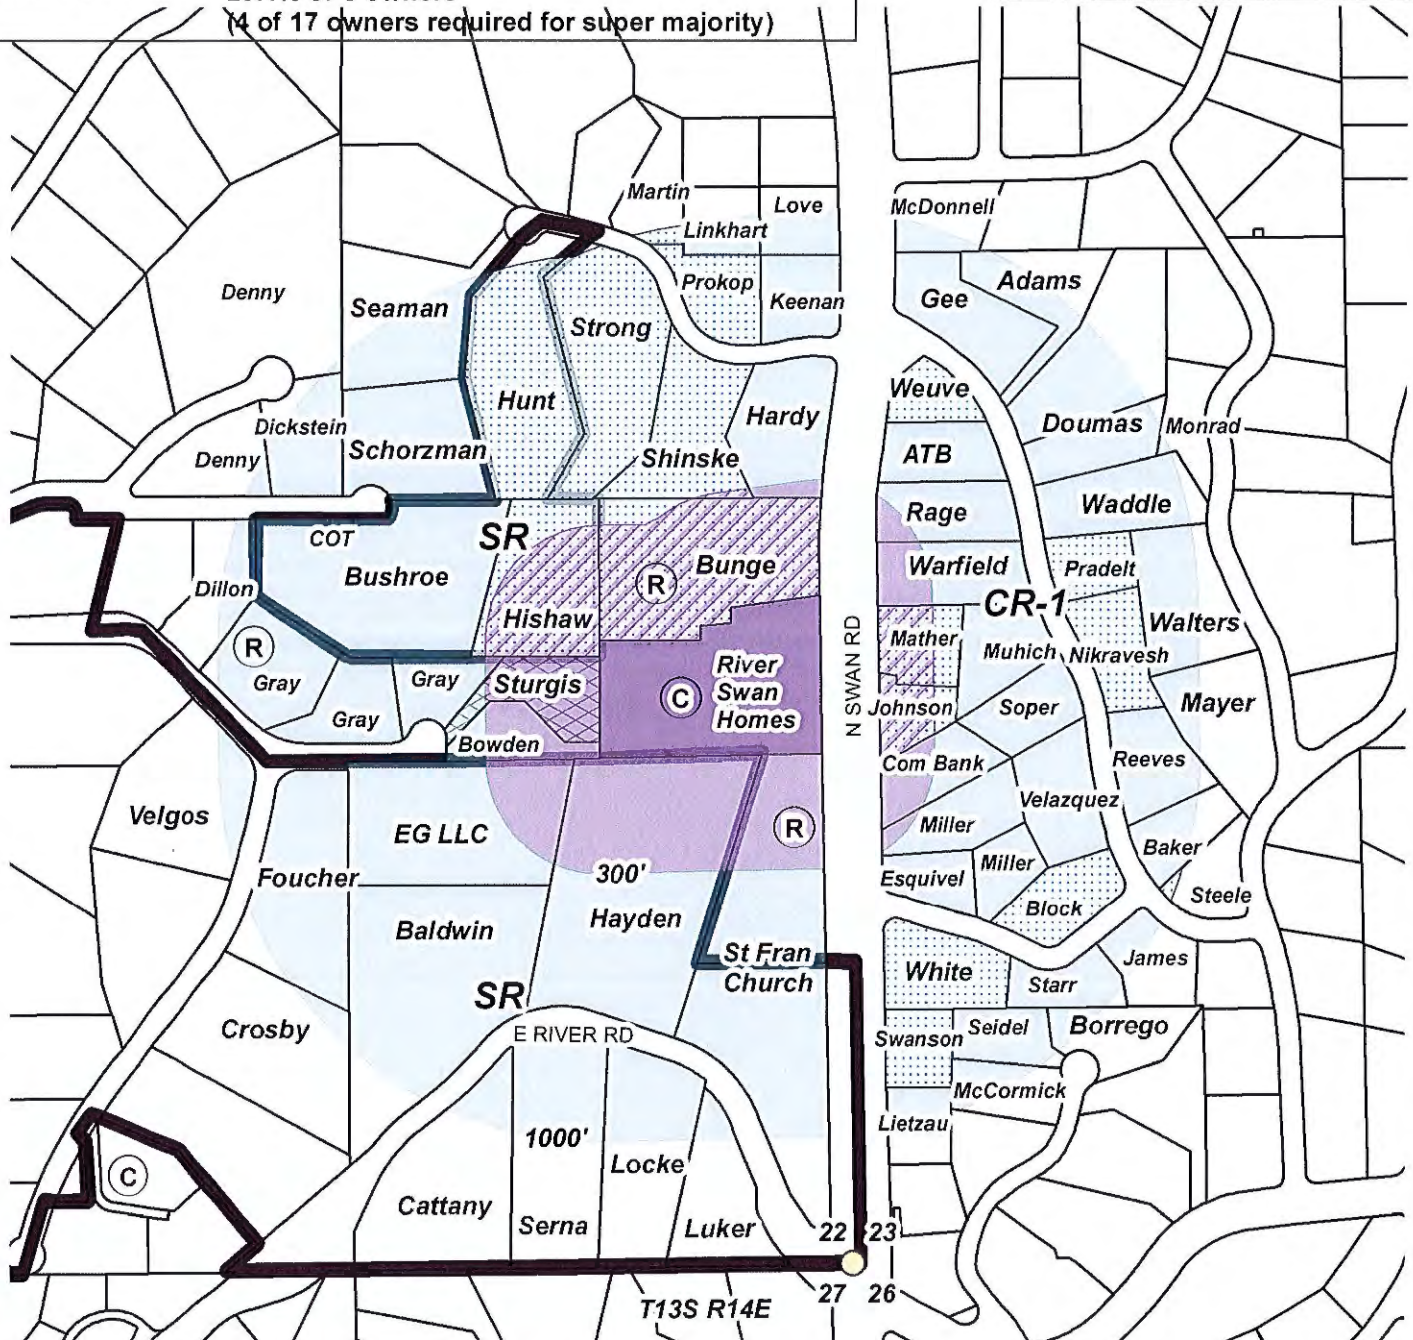 (4 of 17 owners required for super majority)
Martin
Love
McDonnell
Linkhart
Denny
Seaman
Prokop
Keenan
Gee
Adams
Strong
Hunt
Weuve
Dickstein
Hardy
Doumas
Monrad
Denny
Schorzman
Shinske
ATB
Rage
Waddle
COT
SR
Bushroe
R
Bunge
Warfield
Pradelt
Dillon
CR-1
Hishaw
Walters
R
Mather
Muhich
Nikravesh
Gray
Gray
Sturgis
C
River
Swan
Homes
N SWAN RD
Johnson
Soper
Mayer
Gray
Bowden
Com Bank
Reeves
Velgos
EG LLC
R
Miller
Velazquez
Baker
Foucher
300'
Esquivel
Miller
Steele
Hayden
Block
Baldwin
St Fran
Church
White
James
Starr
SR
Crosby
E RIVER RD
Swanson
Seidel
Borrego
McCormick
Lietzau
1000'
Locke
C
Cattany
Serna
Luker
22
23
27
26
T13S R14E